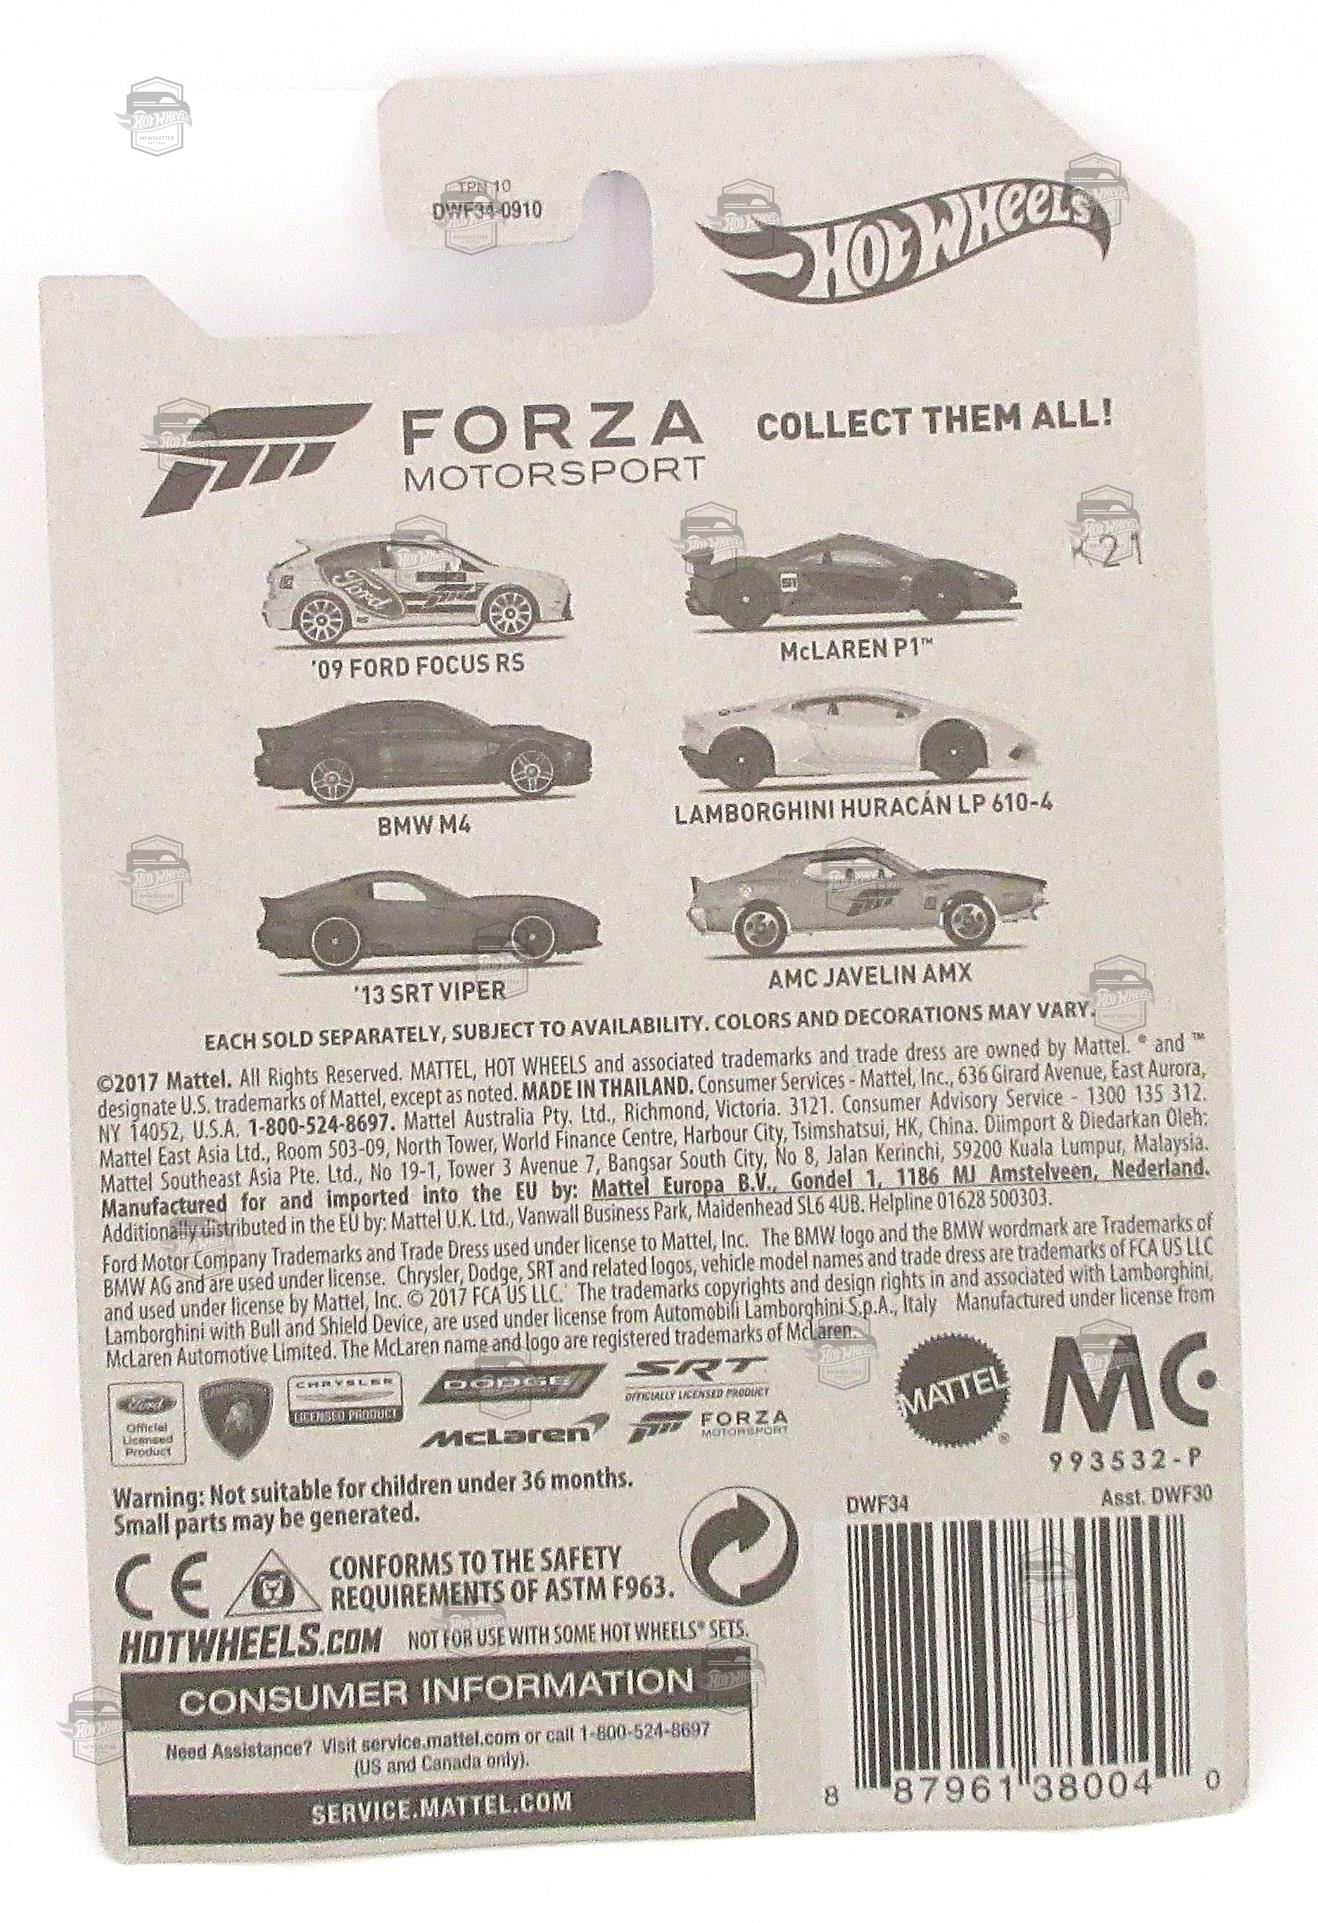 TPN 10
DWF34-0910
Hot Wheels
FORZA
MOTORSPORT
COLLECT THEM ALL!
K21
Ford
51
'09 FORD FOCUS RS
McLAREN P1™
BMW M4
LAMBORGHINI HURACÁN LP 610-4
'13 SRT VIPER
AMC JAVELIN AMX
EACH SOLD SEPARATELY, SUBJECT TO AVAILABILITY. COLORS AND DECORATIONS MAY VARY.
©2017 Mattel. All Rights Reserved. MATTEL, HOT WHEELS and associated trademarks and trade dress are owned by Mattel. ® and ™
designate U.S. trademarks of Mattel, except as noted. MADE IN THAILAND. Consumer Services - Mattel, Inc., 636 Girard Avenue, East Aurora,
NY 14052, U.S.A. 1-800-524-8697. Mattel Australia Pty. Ltd., Richmond, Victoria. 3121. Consumer Advisory Service - 1300 135 312.
Mattel East Asia Ltd., Room 503-09, North Tower, World Finance Centre, Harbour City, Tsimshatsui, HK, China. Diimport & Diedarkan Oleh:
Mattel Southeast Asia Pte. Ltd., No 19-1, Tower 3 Avenue 7, Bangsar South City, No 8, Jalan Kerinchi, 59200 Kuala Lumpur, Malaysia.
Manufactured for and imported into the EU by: Mattel Europa B.V., Gondel 1, 1186 MJ Amstelveen, Nederland.
Additionally distributed in the EU by: Mattel U.K. Ltd., Vanwall Business Park, Maidenhead SL6 4UB. Helpline 01628 500303.
Ford Motor Company Trademarks and Trade Dress used under license to Mattel, Inc. The BMW logo and the BMW wordmark are Trademarks of
BMW AG and are used under license. Chrysler, Dodge, SRT and related logos, vehicle model names and trade dress are trademarks of FCA US LLC
and used under license by Mattel, Inc. © 2017 FCA US LLC. The trademarks copyrights and design rights in and associated with Lamborghini,
Lamborghini with Bull and Shield Device, are used under license from Automobili Lamborghini S.p.A., Italy Manufactured under license from
McLaren Automotive Limited. The McLaren name and logo are registered trademarks of McLaren.
Ford
Official
Licensed
Product
LAMBORGHINI
CHRYSLER
LICENSED PRODUCT
DODGE
McLaren
SRT
OFFICIALLY LICENSED PRODUCT
FORZA
MOTORSPORT
MATTEL®
MC
993532-P
Warning: Not suitable for children under 36 months.
Small parts may be generated.
CE
CONFORMS TO THE SAFETY
REQUIREMENTS OF ASTM F963.
HOTWHEELS.COM NOT FOR USE WITH SOME HOT WHEELS® SETS.
CONSUMER INFORMATION
Need Assistance? Visit service.mattel.com or call 1-800-524-8697
(US and Canada only).
SERVICE.MATTEL.COM
DWF34 Asst. DWF30
8 87961 38004 0